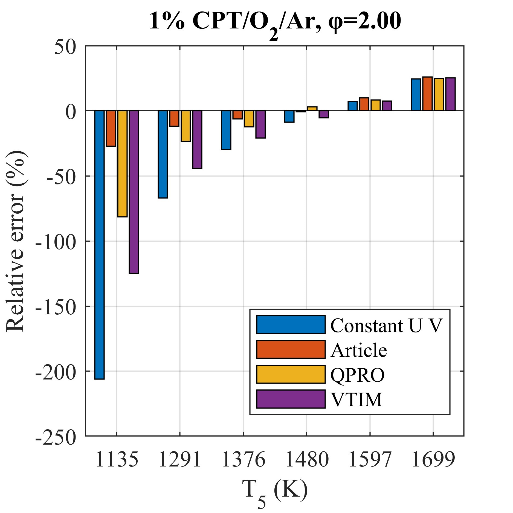 1% CPT/O₂/Ar, φ=2.00
Relative error (%)
50
0
-50
-100
-150
-200
-250
Constant U V
Article
QPRO
VTIM
1135 1291 1376 1480 1597 1699
T₅ (K)